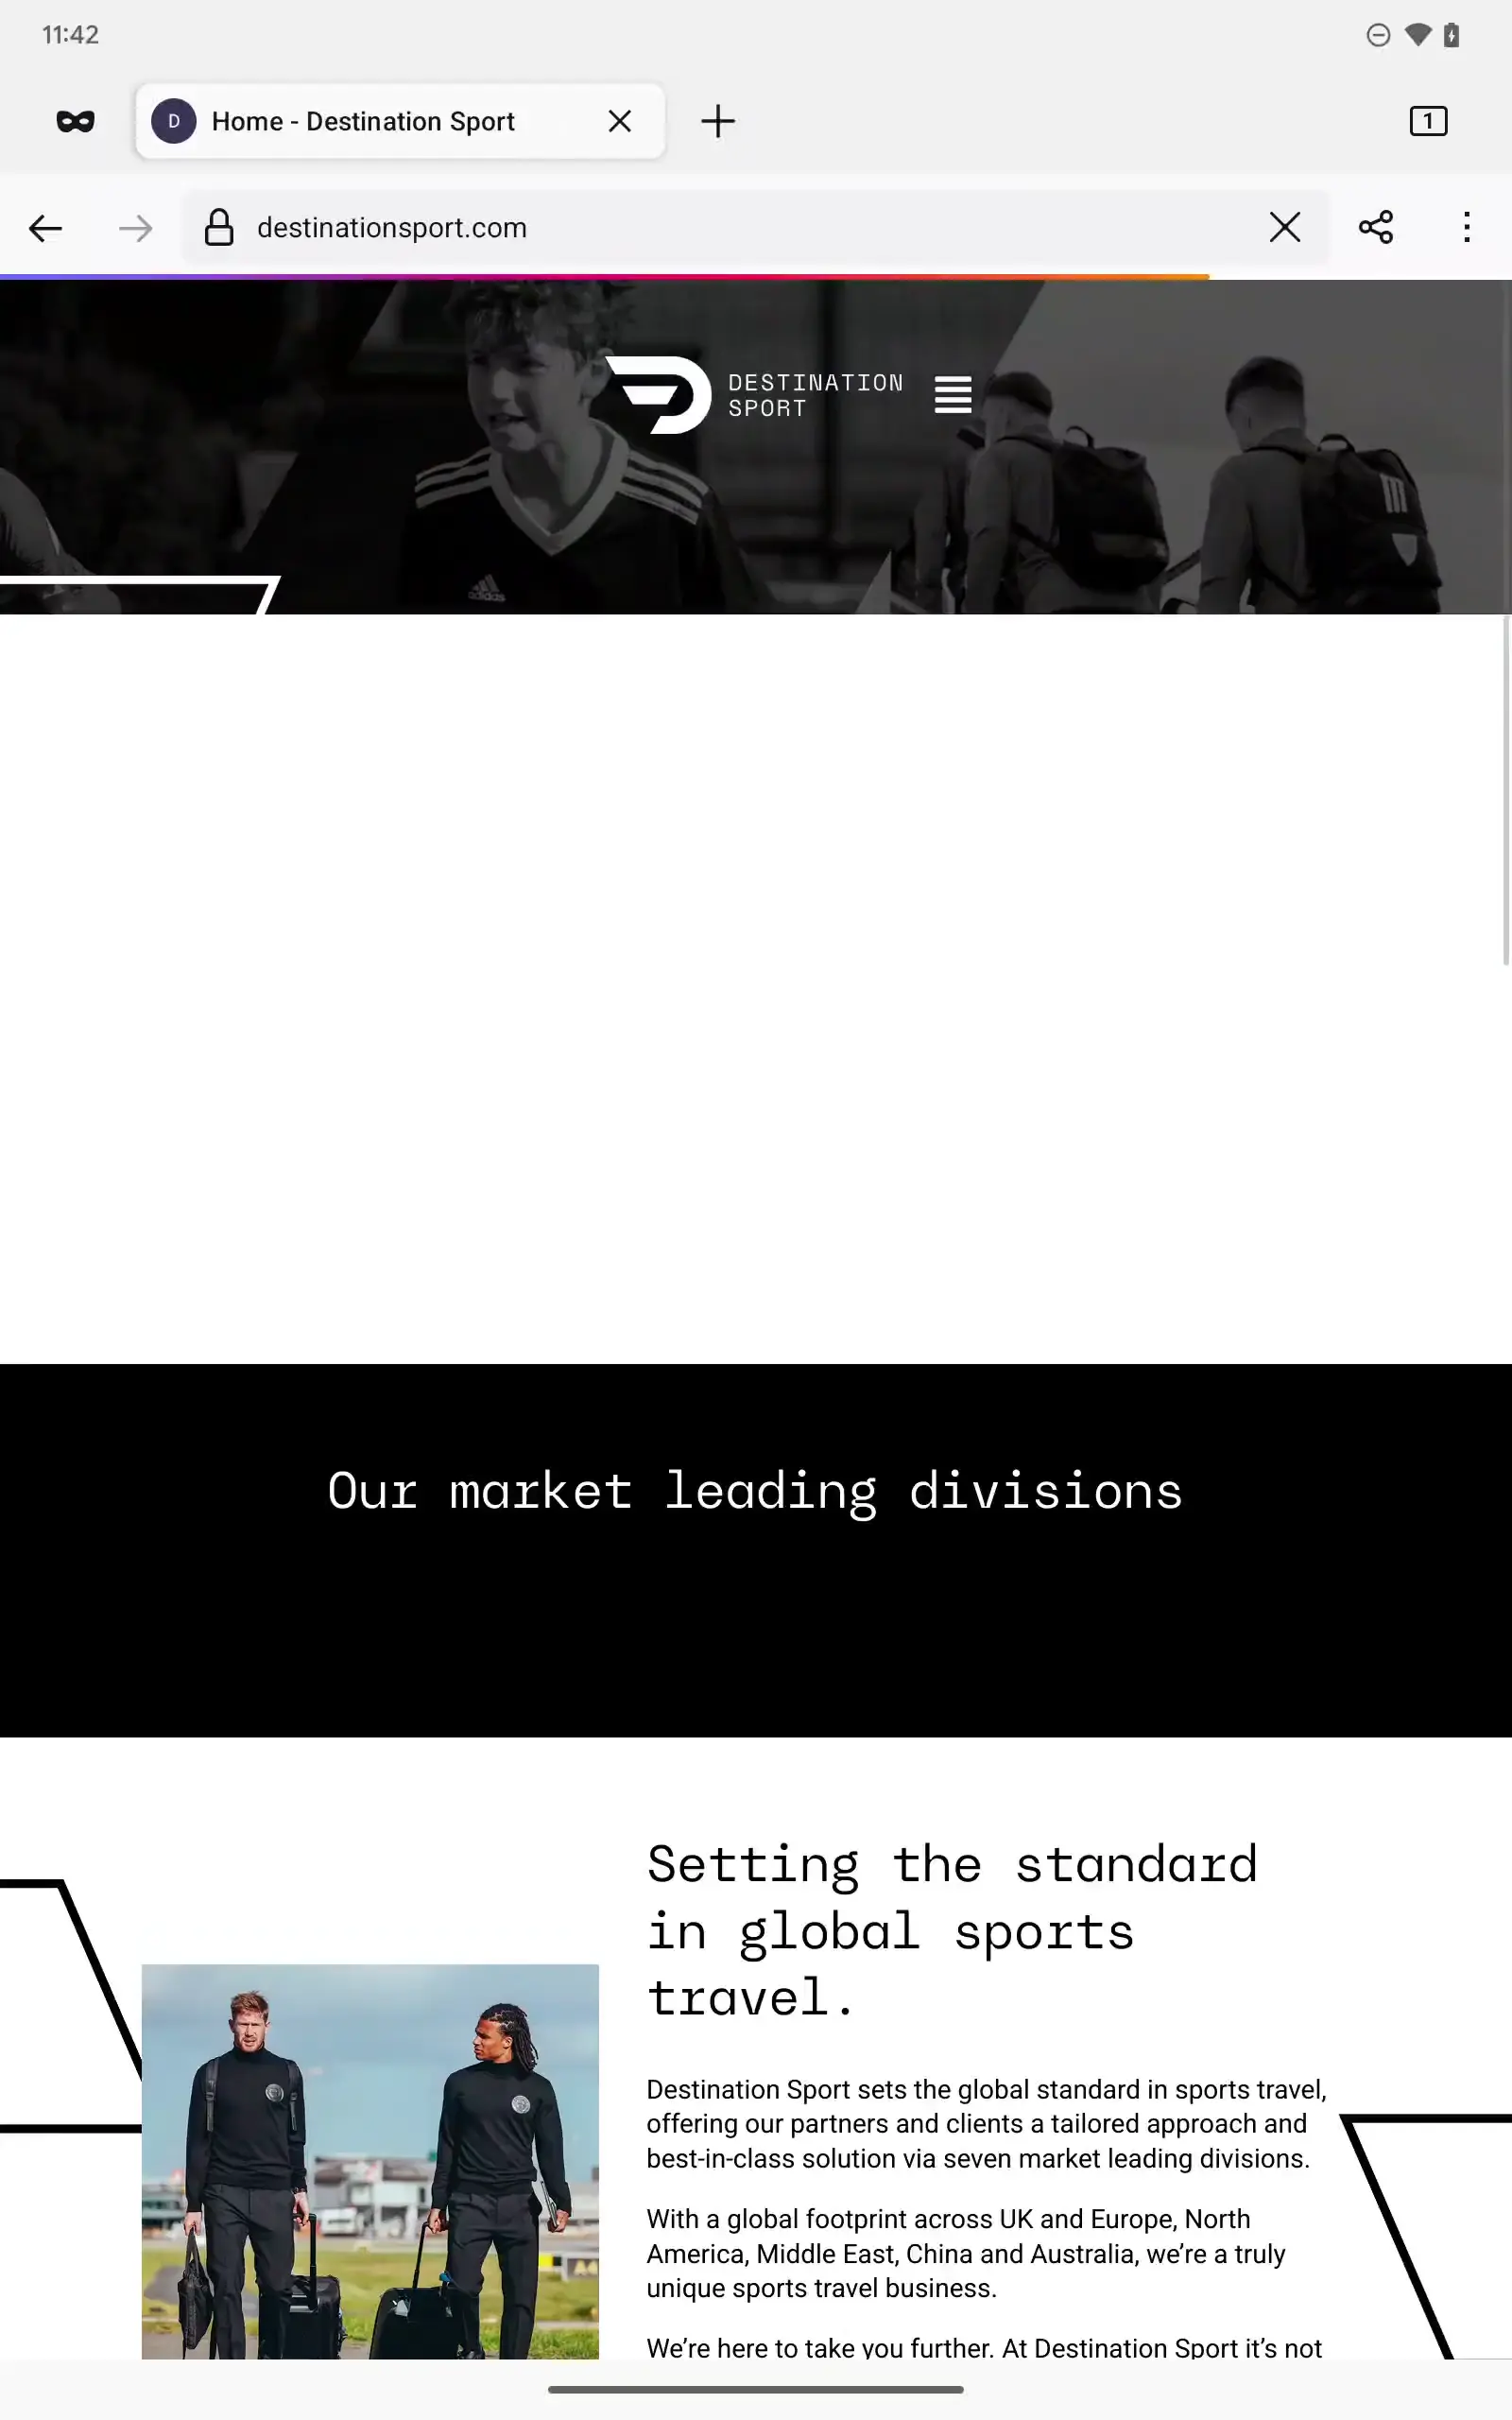 11:42
D Home - Destination Sport
1
destinationsport.com
DESTINATION
SPORT
adidas
Our market leading divisions
Setting the standard
in global sports
travel.
Destination Sport sets the global standard in sports travel,
offering our partners and clients a tailored approach and
best-in-class solution via seven market leading divisions.
With a global footprint across UK and Europe, North
America, Middle East, China and Australia, we’re a truly
unique sports travel business.
We’re here to take you further. At Destination Sport it’s not